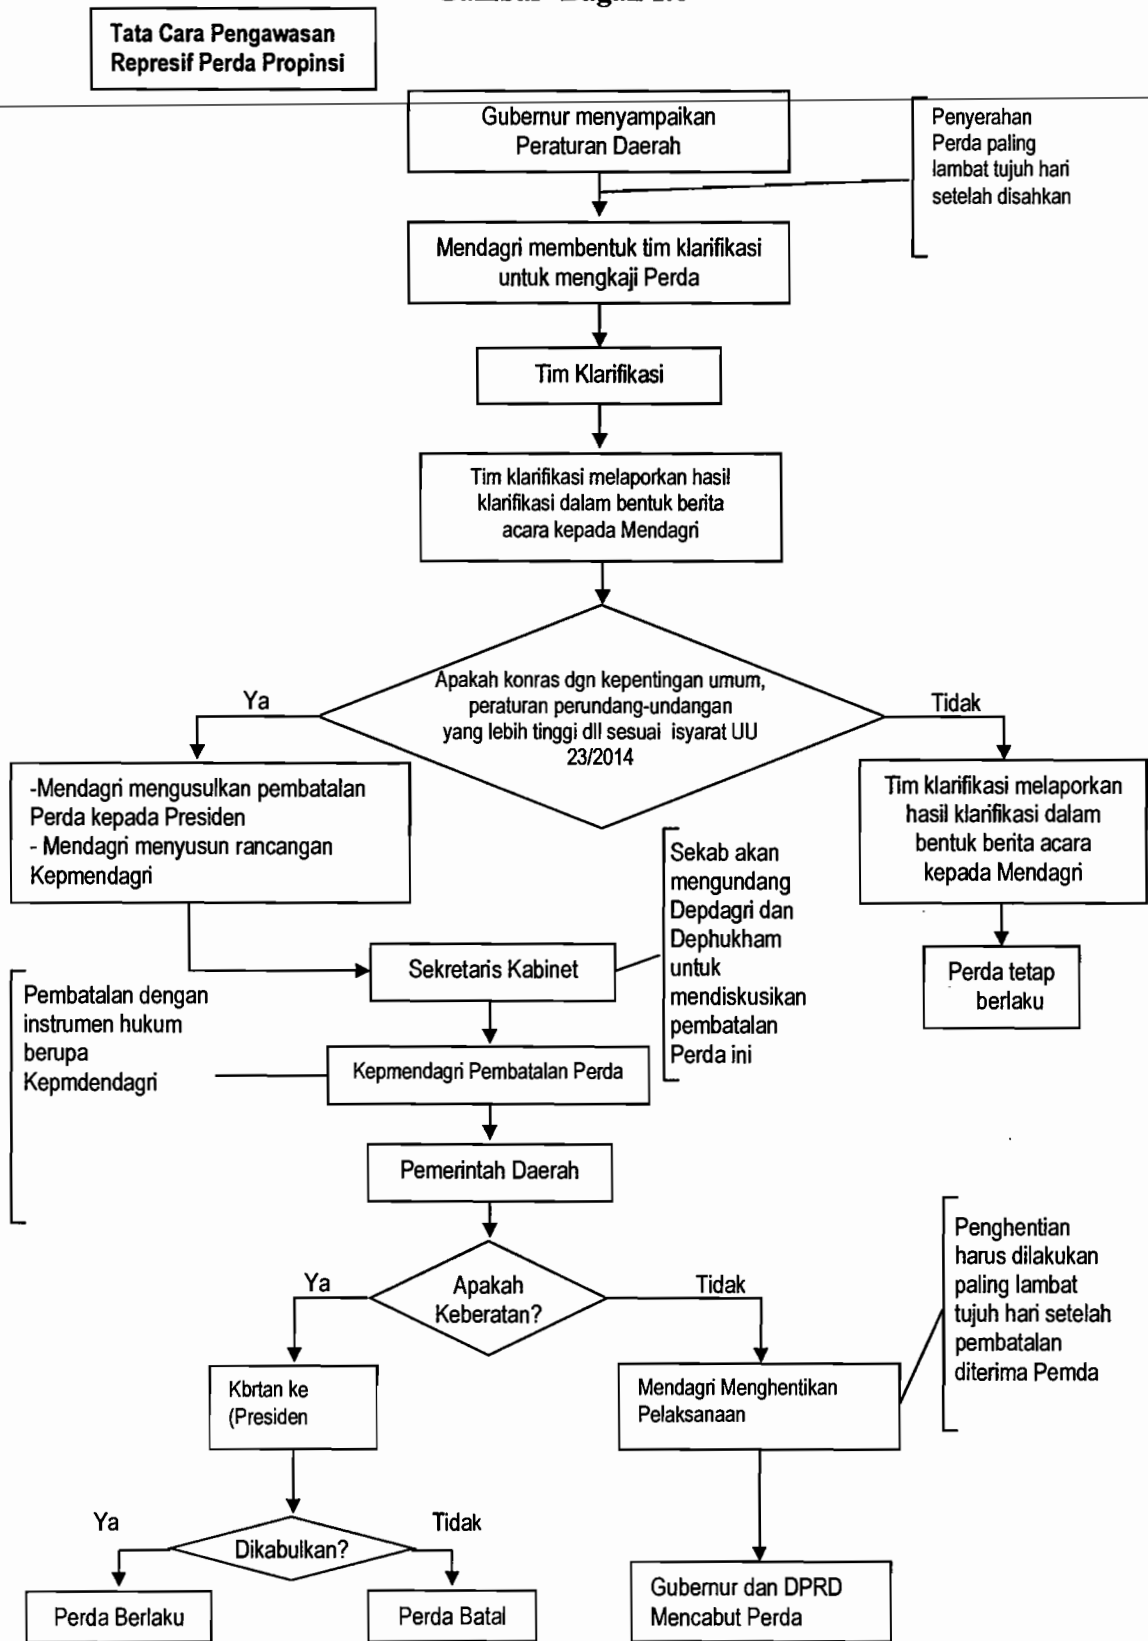 Tata Cara Pengawasan
Represif Perda Propinsi
Gubernur menyampaikan
Peraturan Daerah
Penyerahan
Perda paling
lambat tujuh hari
setelah disahkan
Mendagri membentuk tim klarifikasi
untuk mengkaji Perda
Tim Klarifikasi
Tim klarifikasi melaporkan hasil
klarifikasi dalam bentuk berita
acara kepada Mendagri
Apakah konras dgn kepentingan umum,
peraturan perundang-undangan
yang lebih tinggi dll sesuai isyarat UU
23/2014
Ya
Tidak
-Mendagri mengusulkan pembatalan
Perda kepada Presiden
- Mendagri menyusun rancangan
Kepmendagri
Tim klarifikasi melaporkan
hasil klarifikasi dalam
bentuk berita acara
kepada Mendagri
Sekab akan
mengundang
Depdagri dan
Dephukham
untuk
mendiskusikan
pembatalan
Perda ini
Sekretaris Kabinet
Perda tetap
berlaku
Pembatalan dengan
instrumen hukum
berupa
Kepmdendagri
Kepmendagri Pembatalan Perda
Pemerintah Daerah
Apakah
Keberatan?
Ya
Tidak
Penghentian
harus dilakukan
paling lambat
tujuh hari setelah
pembatalan
diterima Pemda
Kbrtan ke
(Presiden
Mendagri Menghentikan
Pelaksanaan
Dikabulkan?
Ya
Tidak
Perda Berlaku
Perda Batal
Gubernur dan DPRD
Mencabut Perda